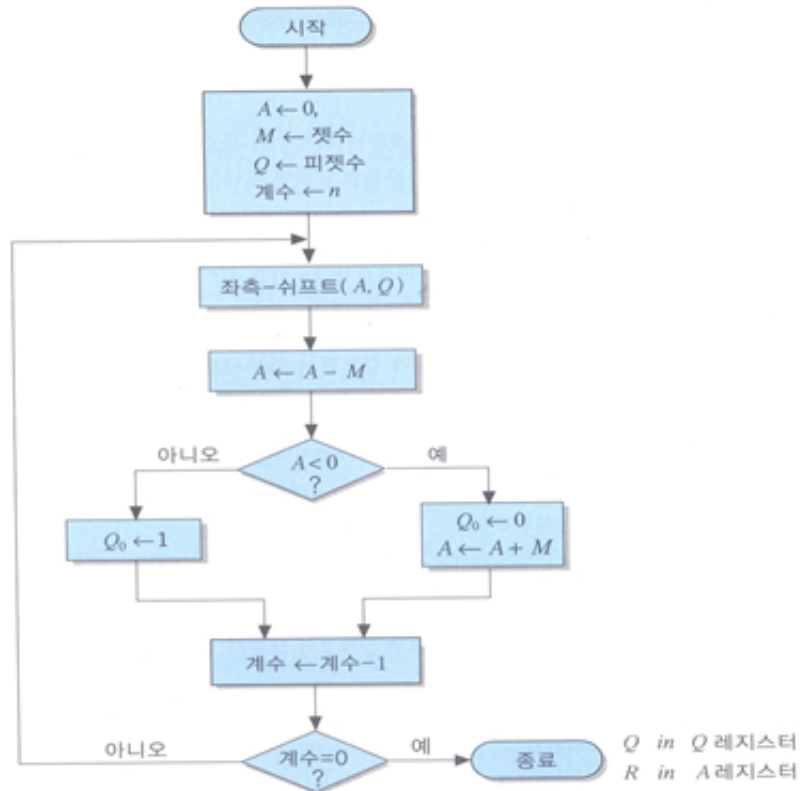 시작
A ← 0,
M ← 젯수
Q ← 피젯수
계수 ← n
좌측-쉬프트( A, Q )
A ← A − M
A < 0
?
아니오
예
Q₀ ← 1
Q₀ ← 0
A ← A + M
계수 ← 계수−1
계수=0
?
아니오
예
종료
Q in Q 레지스터
R in A 레지스터